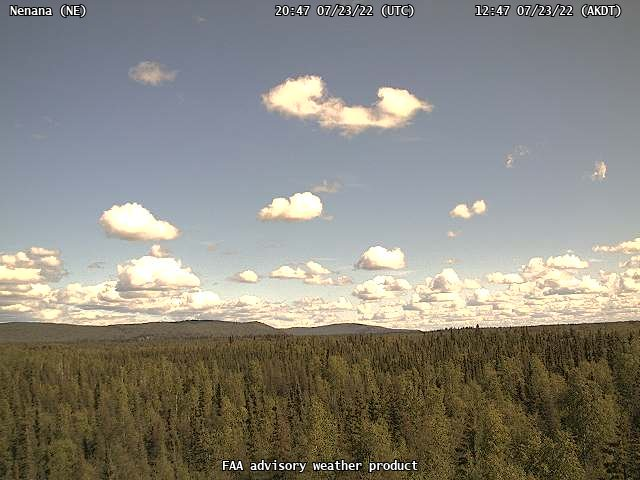 Nenana (NE) 20:47 07/23/22 (UTC) 12:47 07/23/22 (AKDT)
FAA advisory weather product